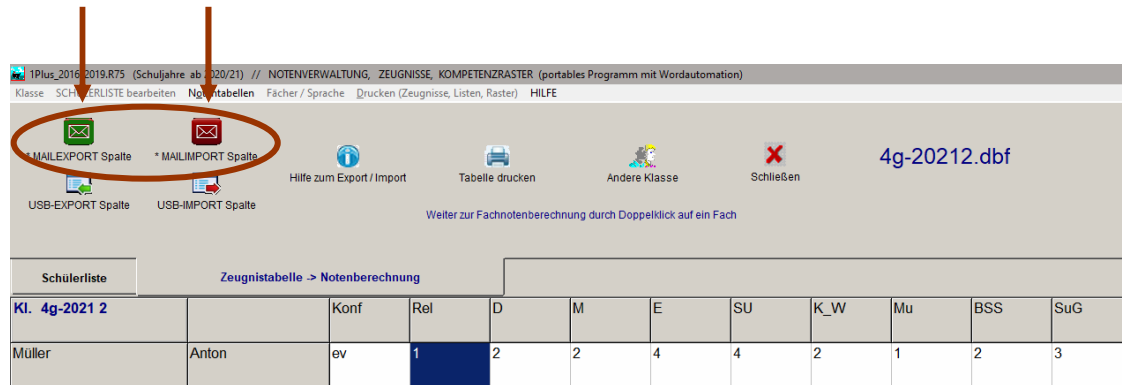 1Plus_2016-2019.R75 (Schuljahre ab 2020/21) // NOTENVERWALTUNG, ZEUGNISSE, KOMPETENZRASTER (portables Programm mit Wordautomation)
Klasse SCHÜLERLISTE bearbeiten Notentabellen Fächer / Sprache Drucken (Zeugnisse, Listen, Raster) HILFE
* MAILEXPORT Spalte * MAILIMPORT Spalte
Hilfe zum Export / Import Tabelle drucken Andere Klasse Schließen 4g-20212.dbf
USB-EXPORT Spalte USB-IMPORT Spalte
Weiter zur Fachnotenberechnung durch Doppelklick auf ein Fach
Schülerliste Zeugnistabelle -> Notenberechnung
Kl. 4g-2021 2 Konf Rel D M E SU K_W Mu BSS SuG
Müller Anton ev 1 2 2 4 4 2 1 2 3